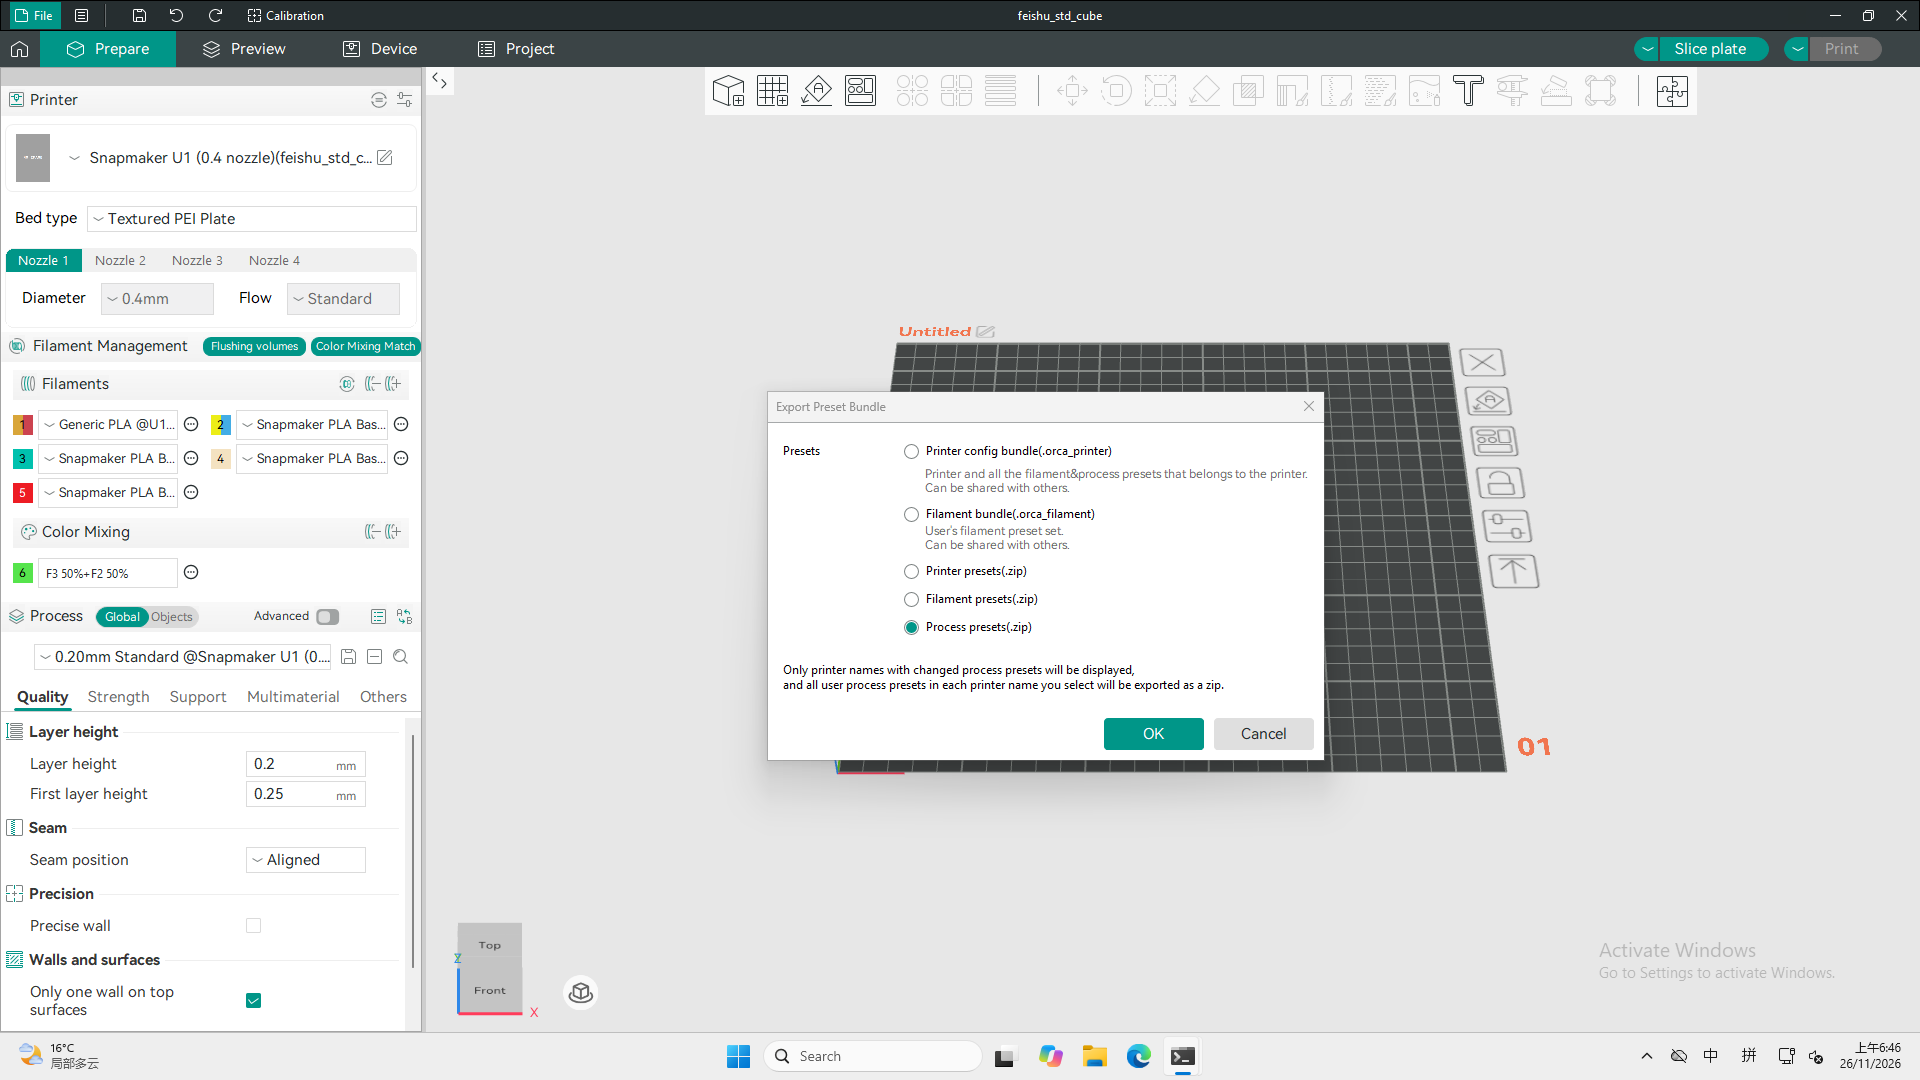 File
Calibration
feishu_std_cube
Prepare
Preview
Device
Project
Slice plate
Print
Printer
Snapmaker U1 (0.4 nozzle)(feishu_std_c...
Bed type
Textured PEI Plate
Nozzle 1
Nozzle 2
Nozzle 3
Nozzle 4
Diameter
0.4mm
Flow
Standard
Filament Management
Flushing volumes
Color Mixing Match
Filaments
1
Generic PLA @U1...
2
Snapmaker PLA Bas...
3
Snapmaker PLA B...
4
Snapmaker PLA Bas...
5
Snapmaker PLA B...
Color Mixing
6
F3 50%+F2 50%
Process
Global
Objects
Advanced
0.20mm Standard @Snapmaker U1 (0....
Quality
Strength
Support
Multimaterial
Others
Layer height
Layer height
0.2 mm
First layer height
0.25 mm
Seam
Seam position
Aligned
Precision
Precise wall
Walls and surfaces
Only one wall on top
surfaces
Untitled
01
Export Preset Bundle
Presets
Printer config bundle(.orca_printer)
Printer and all the filament&process presets that belongs to the printer.
Can be shared with others.
Filament bundle(.orca_filament)
User's filament preset set.
Can be shared with others.
Printer presets(.zip)
Filament presets(.zip)
Process presets(.zip)
Only printer names with changed process presets will be displayed,
and all user process presets in each printer name you select will be exported as a zip.
OK
Cancel
Top
Z
Front
X
Activate Windows
Go to Settings to activate Windows.
16°C
局部多云
Search
中
拼
上午6:46
26/11/2026